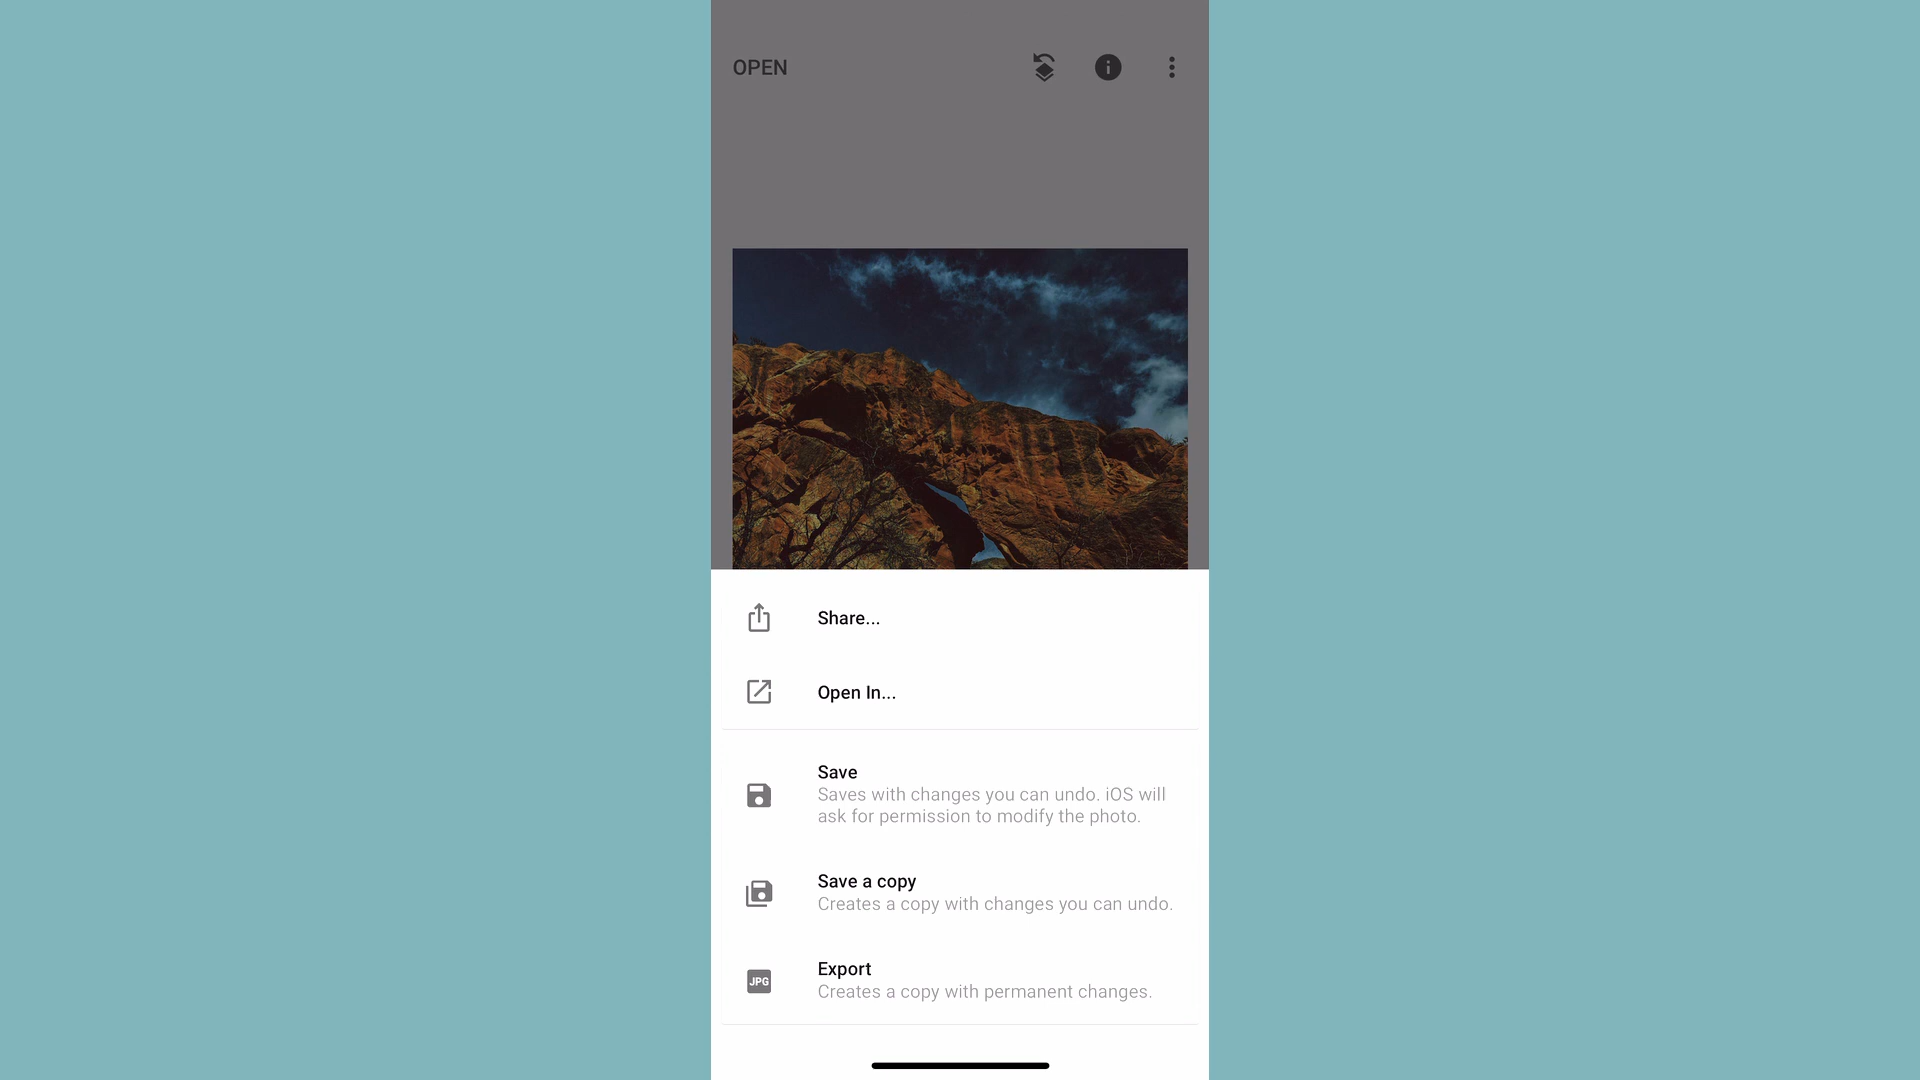 OPEN
Share...
Open In...
Save
Saves with changes you can undo. iOS will
ask for permission to modify the photo.
Save a copy
Creates a copy with changes you can undo.
JPG
Export
Creates a copy with permanent changes.